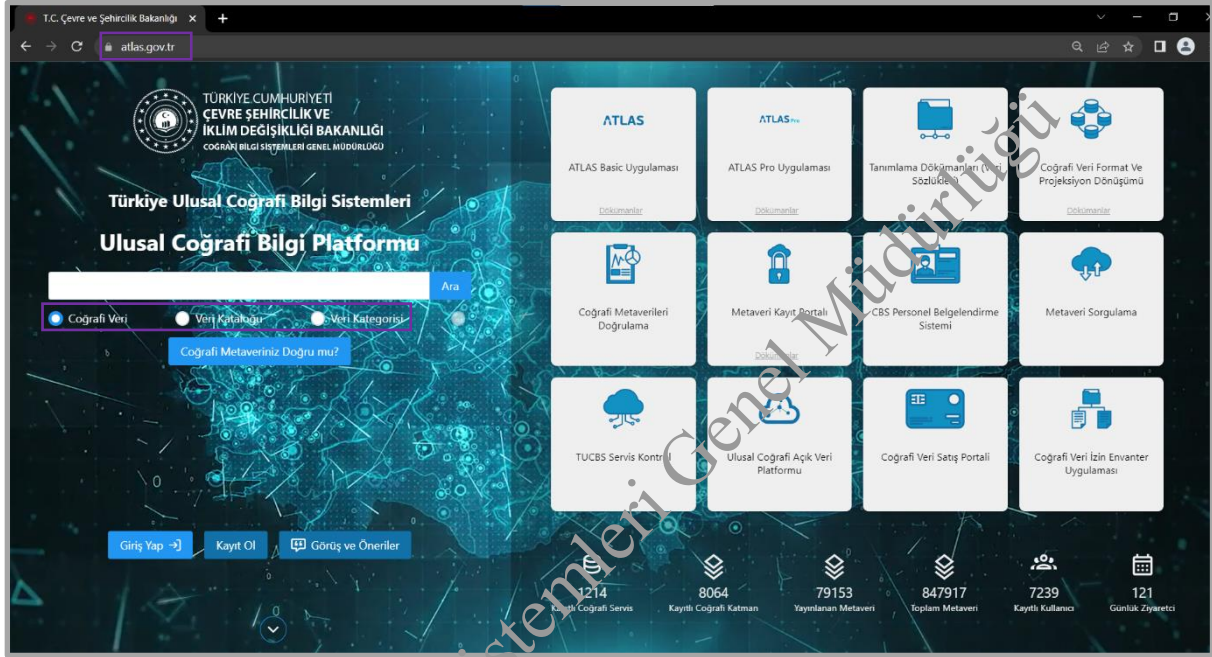 T.C. Çevre ve Şehircilik Bakanlığı
atlas.gov.tr
TÜRKİYE CUMHURİYETİ
ÇEVRE ŞEHİRCİLİK VE
İKLİM DEĞİŞİKLİĞİ BAKANLIĞI
COĞRAFİ BİLGİ SİSTEMLERİ GENEL MÜDÜRLÜĞÜ
Türkiye Ulusal Coğrafi Bilgi Sistemleri
Ulusal Coğrafi Bilgi Platformu
Ara
Coğrafi Veri
Veri Kataloğu
Veri Kategorisi
Coğrafi Metaveriniz Doğru mu?
Giriş Yap
Kayıt Ol
Görüş ve Öneriler
ATLAS
ATLAS Basic Uygulaması
Dökümanlar
ATLAS Pro
ATLAS Pro Uygulaması
Dökümanlar
Tanımlama Dökümanları (Veri
Sözlükleri)
Coğrafi Veri Format Ve
Projeksiyon Dönüşümü
Dökümanlar
Coğrafi Metaverileri
Doğrulama
Metaveri Kayıt Portalı
Dökümanlar
CBS Personel Belgelendirme
Sistemi
Metaveri Sorgulama
TUCBS Servis Kontrol
Ulusal Coğrafi Açık Veri
Platformu
Coğrafi Veri Satış Portali
Coğrafi Veri İzin Envanter
Uygulaması
1214
Kayıtlı Coğrafi Servis
8064
Kayıtlı Coğrafi Katman
79153
Yayınlanan Metaveri
847917
Toplam Metaveri
7239
Kayıtlı Kullanıcı
121
Günlük Ziyaretci
stemleri Genel Müdürlüğü